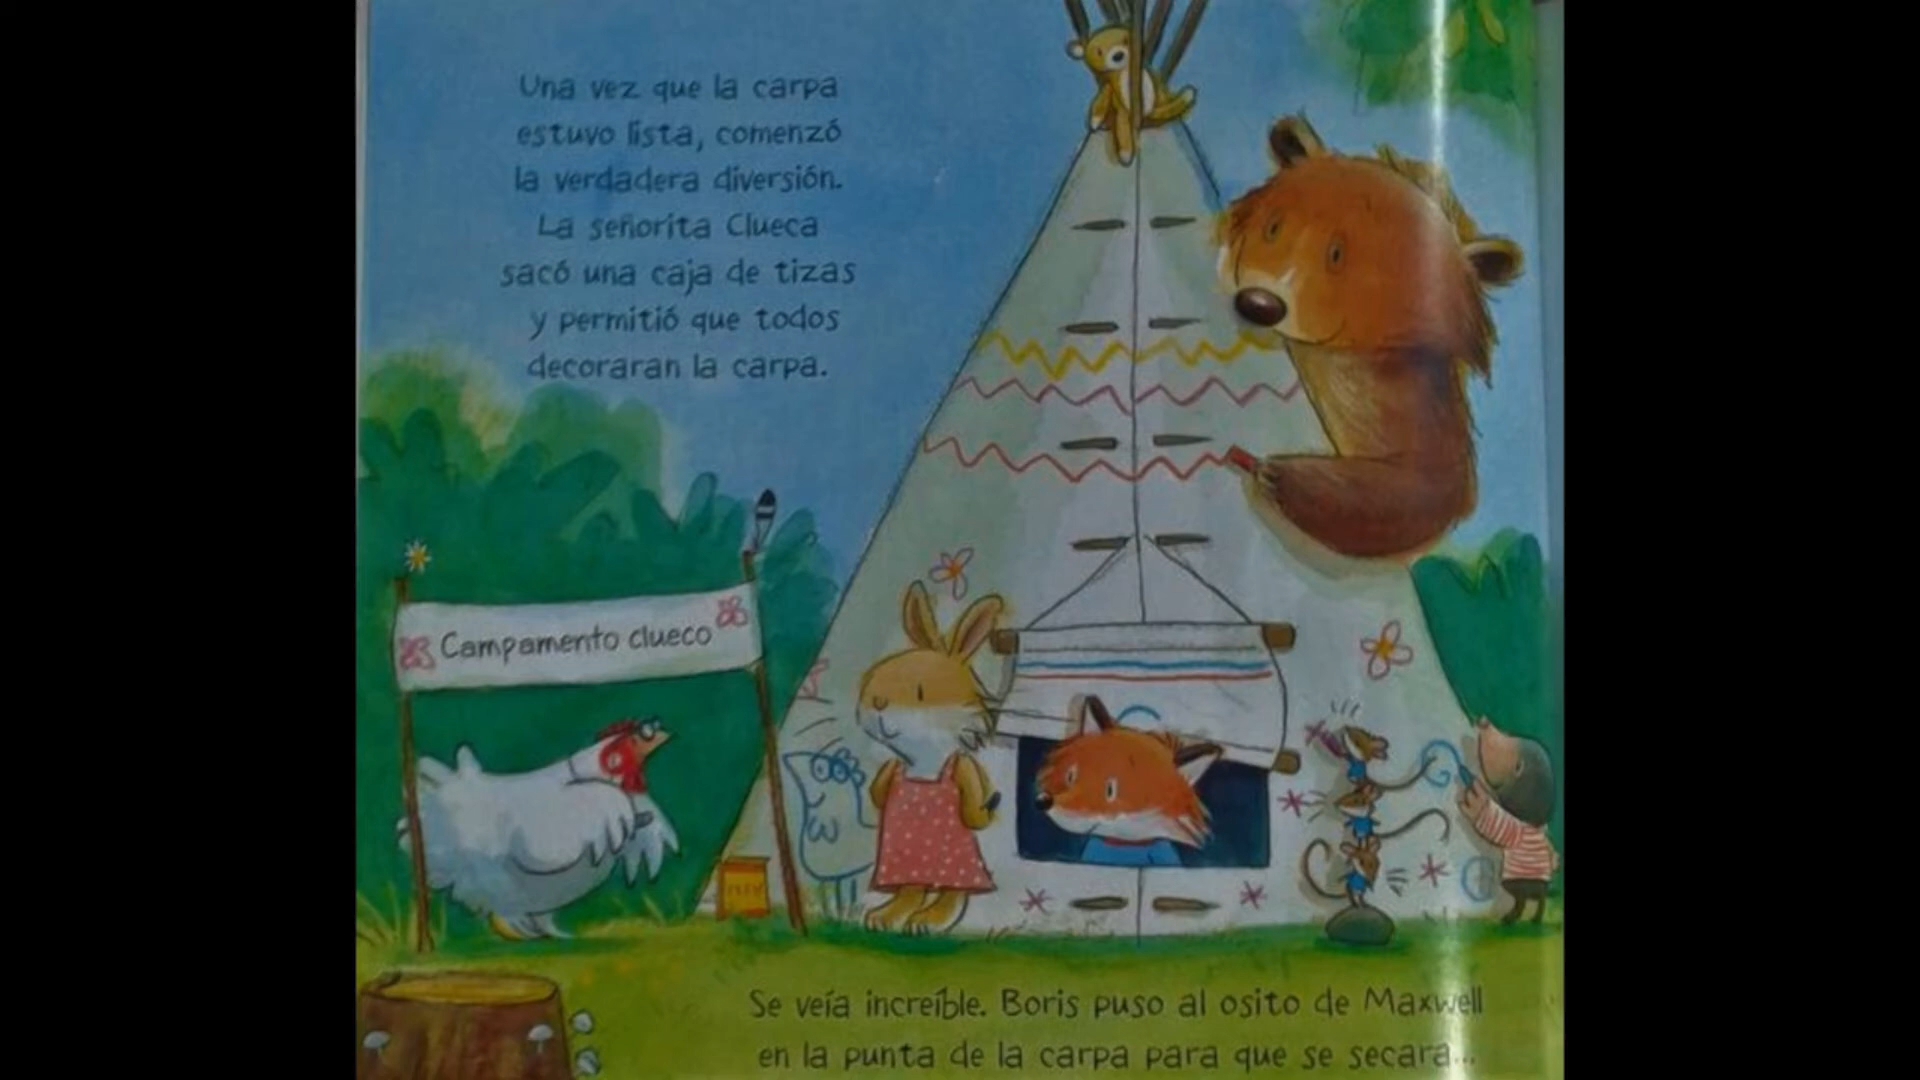 Una vez que la carpa
estuvo lista, comenzó
la verdadera diversión.
La señorita Clueca
sacó una caja de tizas
y permitió que todos
decoraran la carpa.
Campamento clueco
Se veía increíble. Boris puso al osito de Maxwell
en la punta de la carpa para que se secara...